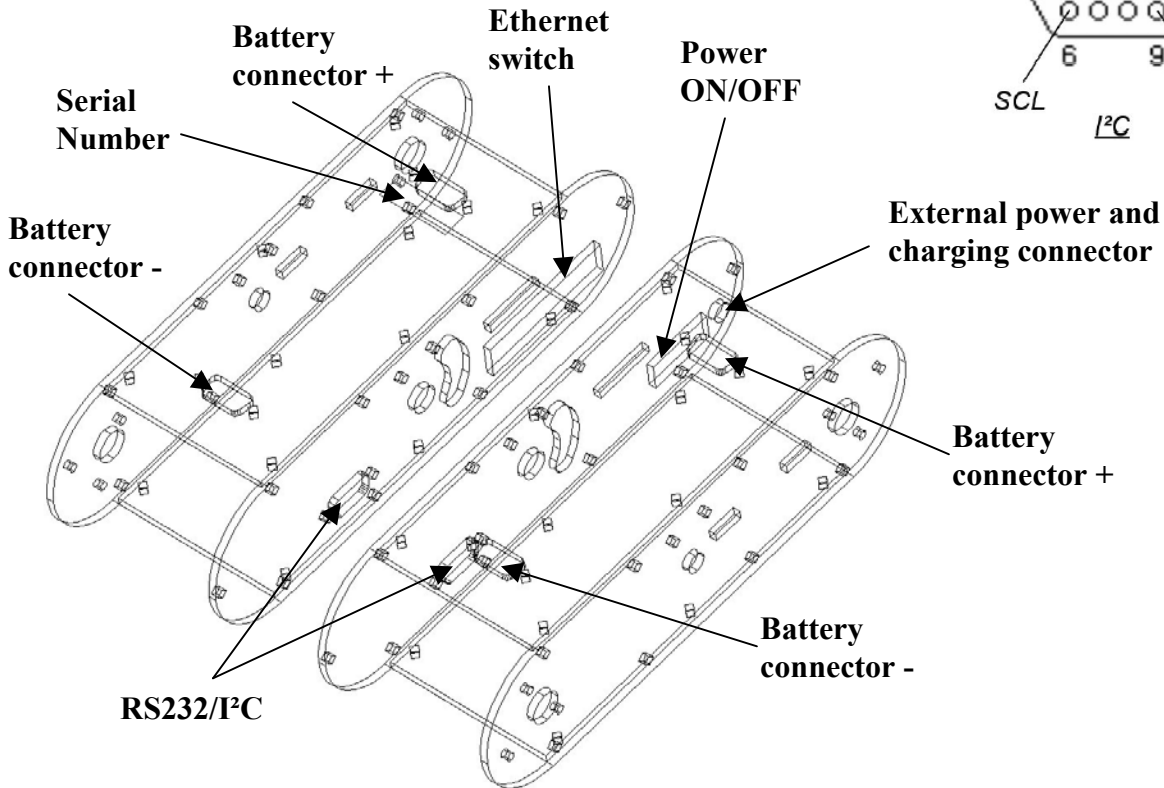 Ethernet
switch
Battery
connector +
Power
ON/OFF
Serial
Number
6 9
SCL
I²C
External power and
charging connector
Battery
connector -
Battery
connector +
Battery
connector -
RS232/I²C